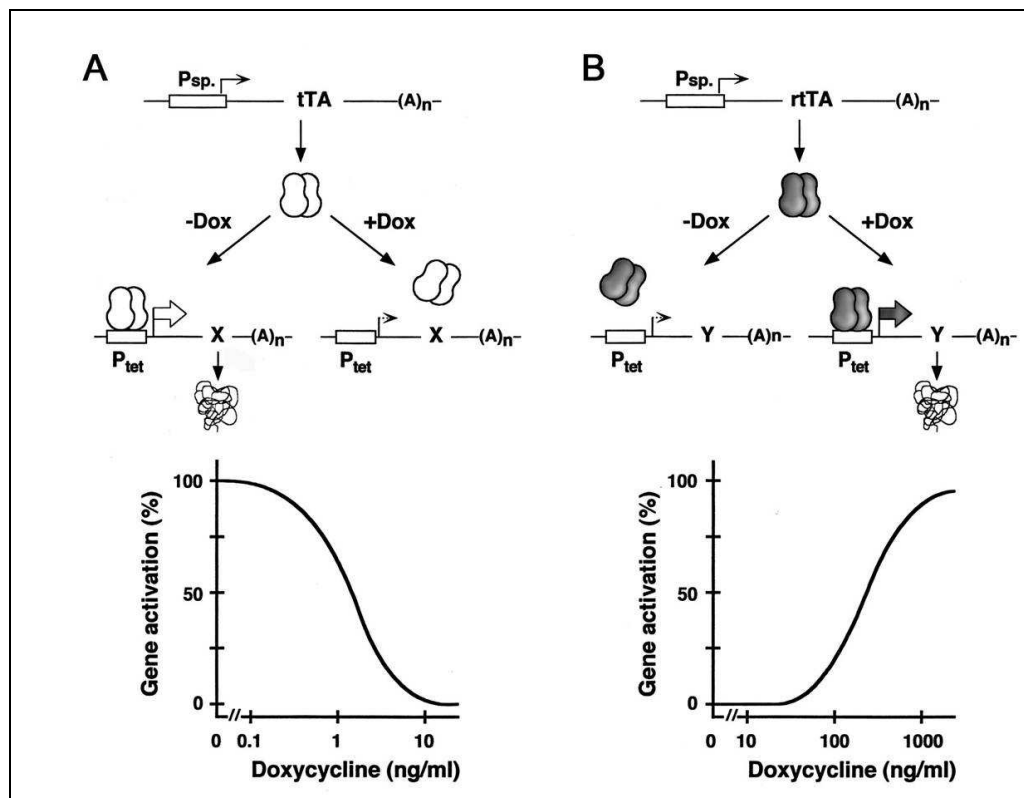 A
Psp.
tTA
(A)n
-Dox
+Dox
X
(A)n
X
(A)n
Ptet
Ptet
Gene activation (%)
100
50
0
0
0.1
1
10
Doxycycline (ng/ml)
B
Psp.
rtTA
(A)n
-Dox
+Dox
Y
(A)n
Y
(A)n
Ptet
Ptet
Gene activation (%)
100
50
0
0
10
100
1000
Doxycycline (ng/ml)